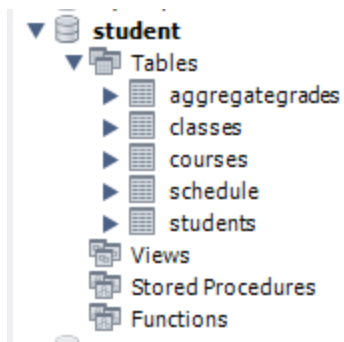 student
Tables
aggregategrades
classes
courses
schedule
students
Views
Stored Procedures
Functions